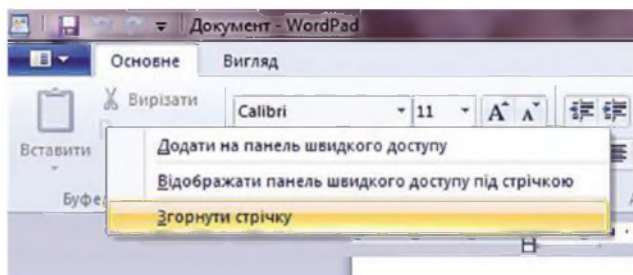 Документ - WordPad
Основне Вигляд
Вирізати
Calibri 11 A A
Вставити
Додати на панель швидкого доступу
Відображати панель швидкого доступу під стрічкою
Згорнути стрічку